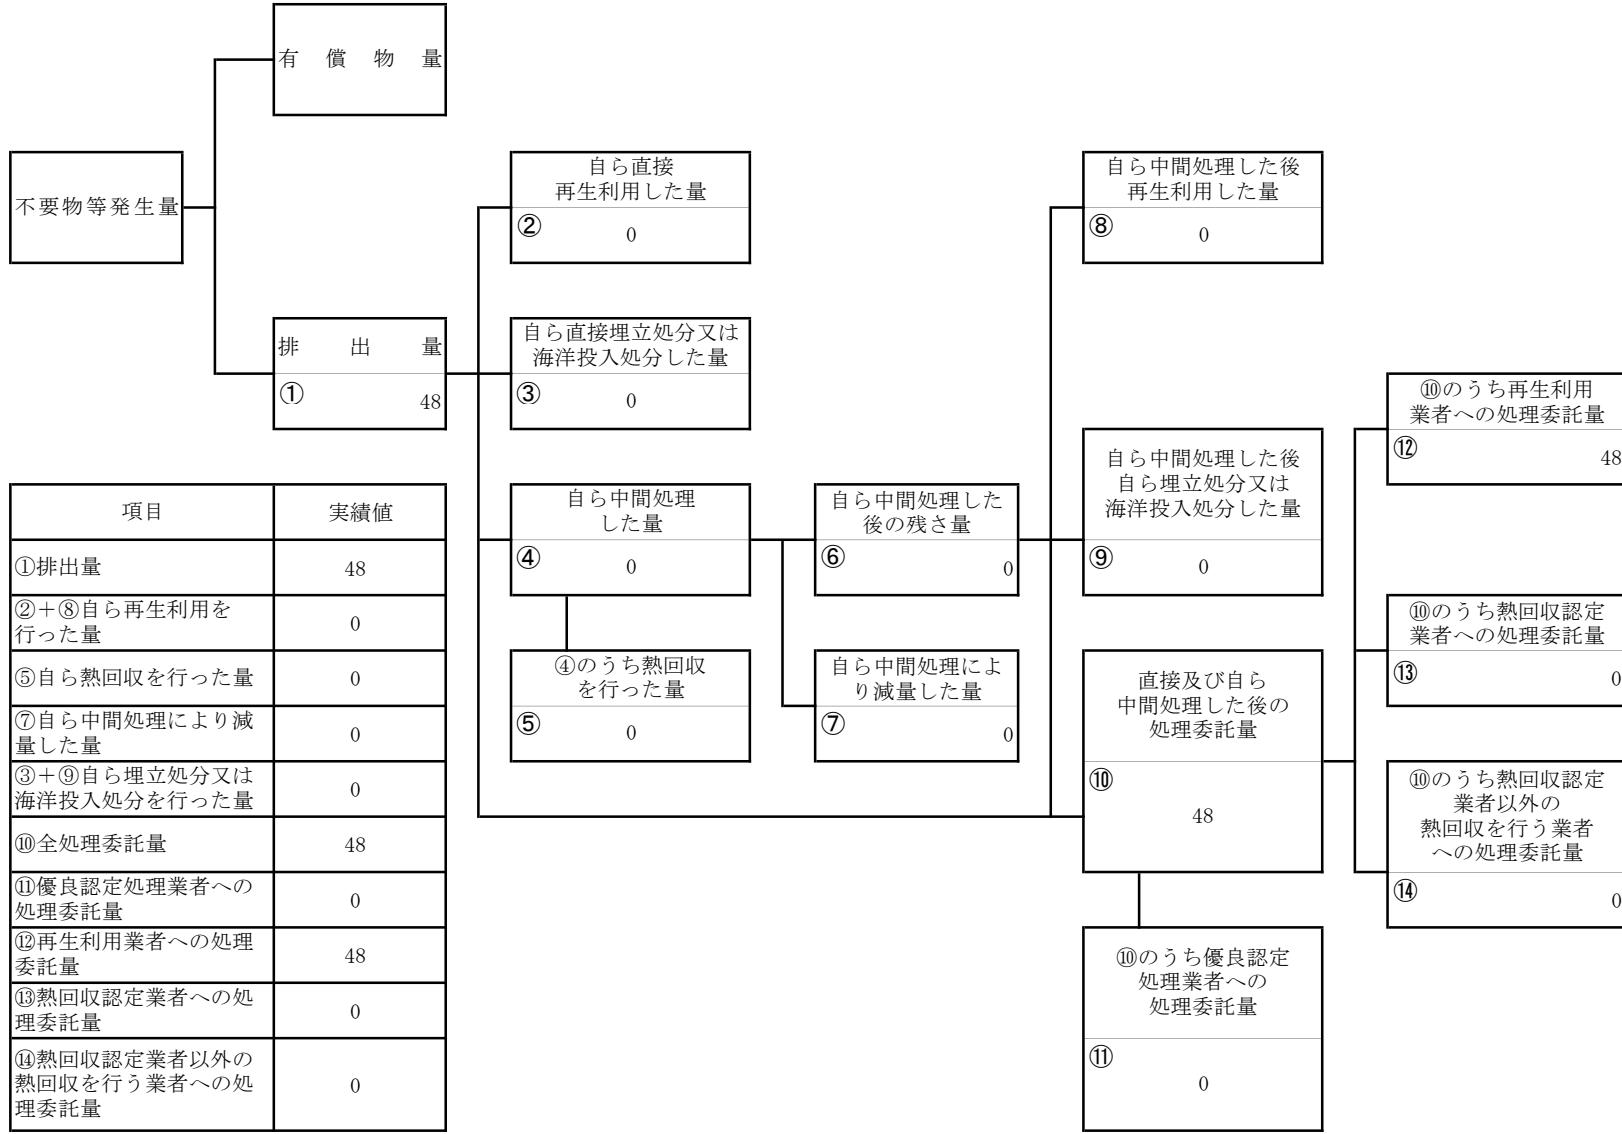 有償物量
不要物等発生量
排出量
① 48
自ら直接
再生利用した量
② 0
自ら直接埋立処分又は
海洋投入処分した量
③ 0
自ら中間処理
した量
④ 0
④のうち熱回収
を行った量
⑤ 0
自ら中間処理した
後の残さ量
⑥ 0
自ら中間処理によ
り減量した量
⑦ 0
自ら中間処理した後
再生利用した量
⑧ 0
自ら中間処理した後
自ら埋立処分又は
海洋投入処分した量
⑨ 0
直接及び自ら
中間処理した後の
処理委託量
⑩
48
⑩のうち優良認定
処理業者への
処理委託量
⑪
0
⑩のうち再生利用
業者への処理委託量
⑫ 48
⑩のうち熱回収認定
業者への処理委託量
⑬ 0
⑩のうち熱回収認定
業者以外の
熱回収を行う業者
への処理委託量
⑭ 0
項目 実績値
①排出量 48
②+⑧自ら再生利用を
行った量 0
⑤自ら熱回収を行った量 0
⑦自ら中間処理により減
量した量 0
③+⑨自ら埋立処分又は
海洋投入処分を行った量 0
⑩全処理委託量 48
⑪優良認定処理業者への
処理委託量 0
⑫再生利用業者への処理
委託量 48
⑬熱回収認定業者への処
理委託量 0
⑭熱回収認定業者以外の
熱回収を行う業者への処 0
理委託量